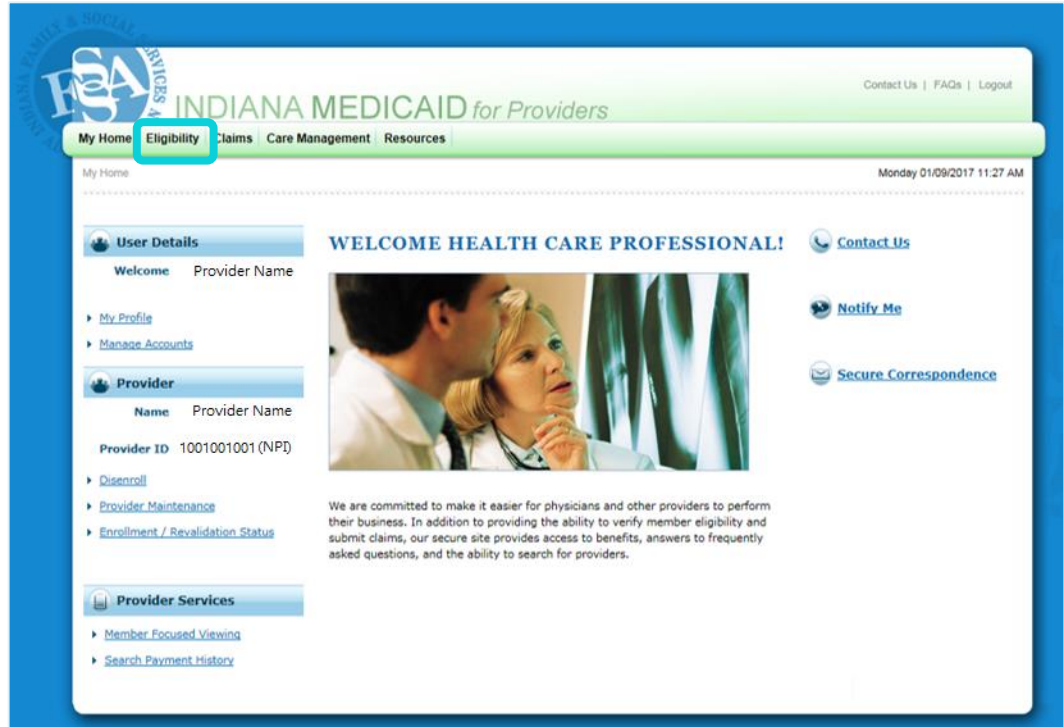 INDIANA FAMILY & SOCIAL SERVICES A
FSSA
INDIANA MEDICAID for Providers
Contact Us | FAQs | Logout
My Home Eligibility Claims Care Management Resources
My Home
Monday 01/09/2017 11:27 AM
User Details
Welcome Provider Name
My Profile
Manage Accounts
Provider
Name Provider Name
Provider ID 1001001001 (NPI)
Disenroll
Provider Maintenance
Enrollment / Revalidation Status
Provider Services
Member Focused Viewing
Search Payment History
WELCOME HEALTH CARE PROFESSIONAL!
We are committed to make it easier for physicians and other providers to perform
their business. In addition to providing the ability to verify member eligibility and
submit claims, our secure site provides access to benefits, answers to frequently
asked questions, and the ability to search for providers.
Contact Us
Notify Me
Secure Correspondence